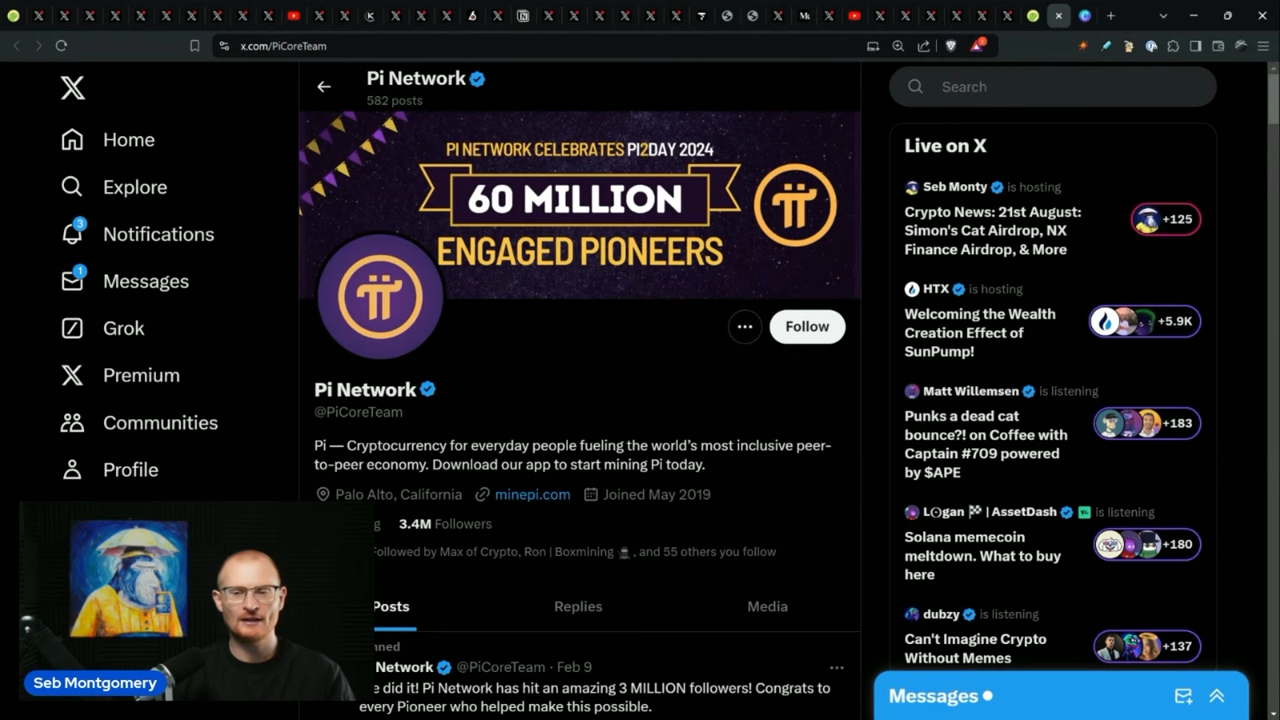 x.com/PiCoreTeam
Home
Explore
3
Notifications
1
Messages
Grok
Premium
Communities
Profile
Pi Network
582 posts
PI NETWORK CELEBRATES PI2DAY 2024
60 MILLION
ENGAGED PIONEERS
Follow
Pi Network
@PiCoreTeam
Pi — Cryptocurrency for everyday people fueling the world's most inclusive peer-
to-peer economy. Download our app to start mining Pi today.
Palo Alto, California minepi.com Joined May 2019
g 3.4M Followers
Followed by Max of Crypto, Ron | Boxmining, and 55 others you follow
Posts Replies Media
nned
Network @PiCoreTeam · Feb 9
e did it! Pi Network has hit an amazing 3 MILLION followers! Congrats to
every Pioneer who helped make this possible.
Search
Live on X
Seb Monty is hosting
Crypto News: 21st August:
Simon's Cat Airdrop, NX
Finance Airdrop, & More
+125
HTX is hosting
Welcoming the Wealth
Creation Effect of
SunPump!
+5.9K
Matt Willemsen is listening
Punks a dead cat
bounce?! on Coffee with
Captain #709 powered
by $APE
+183
L⊙gan | AssetDash is listening
Solana memecoin
meltdown. What to buy
here
+180
dubzy is listening
Can't Imagine Crypto
Without Memes
+137
Messages
Seb Montgomery